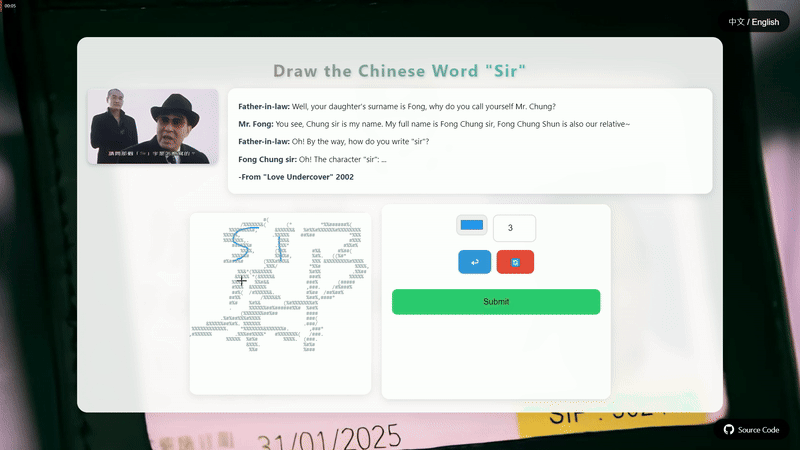 00:05
中文 / English
Draw the Chinese Word "Sir"
Father-in-law: Well, your daughter's surname is Fong, why do you call yourself Mr. Chung?
Mr. Fong: You see, Chung sir is my name. My full name is Fong Chung sir, Fong Chung Shun is also our relative~
Father-in-law: Oh! By the way, how do you write "sir"?
Fong Chung sir: Oh! The character "sir": ...
-From "Love Undercover" 2002
SIR
3
Submit
31/01/2025
Source Code